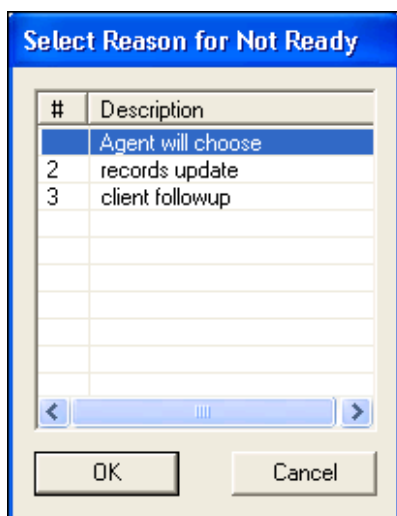 Select Reason for Not Ready
# Description
Agent will choose
2 records update
3 client followup
OK Cancel